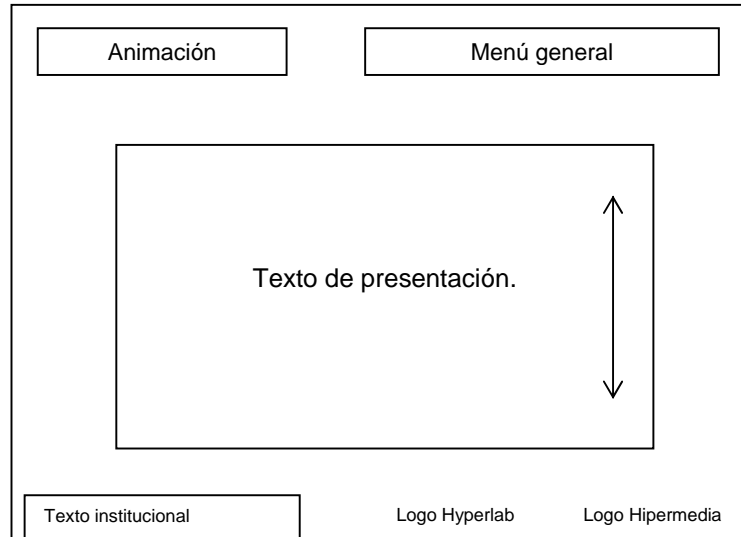 Animación
Menú general
Texto de presentación.
Texto institucional
Logo Hyperlab
Logo Hipermedia